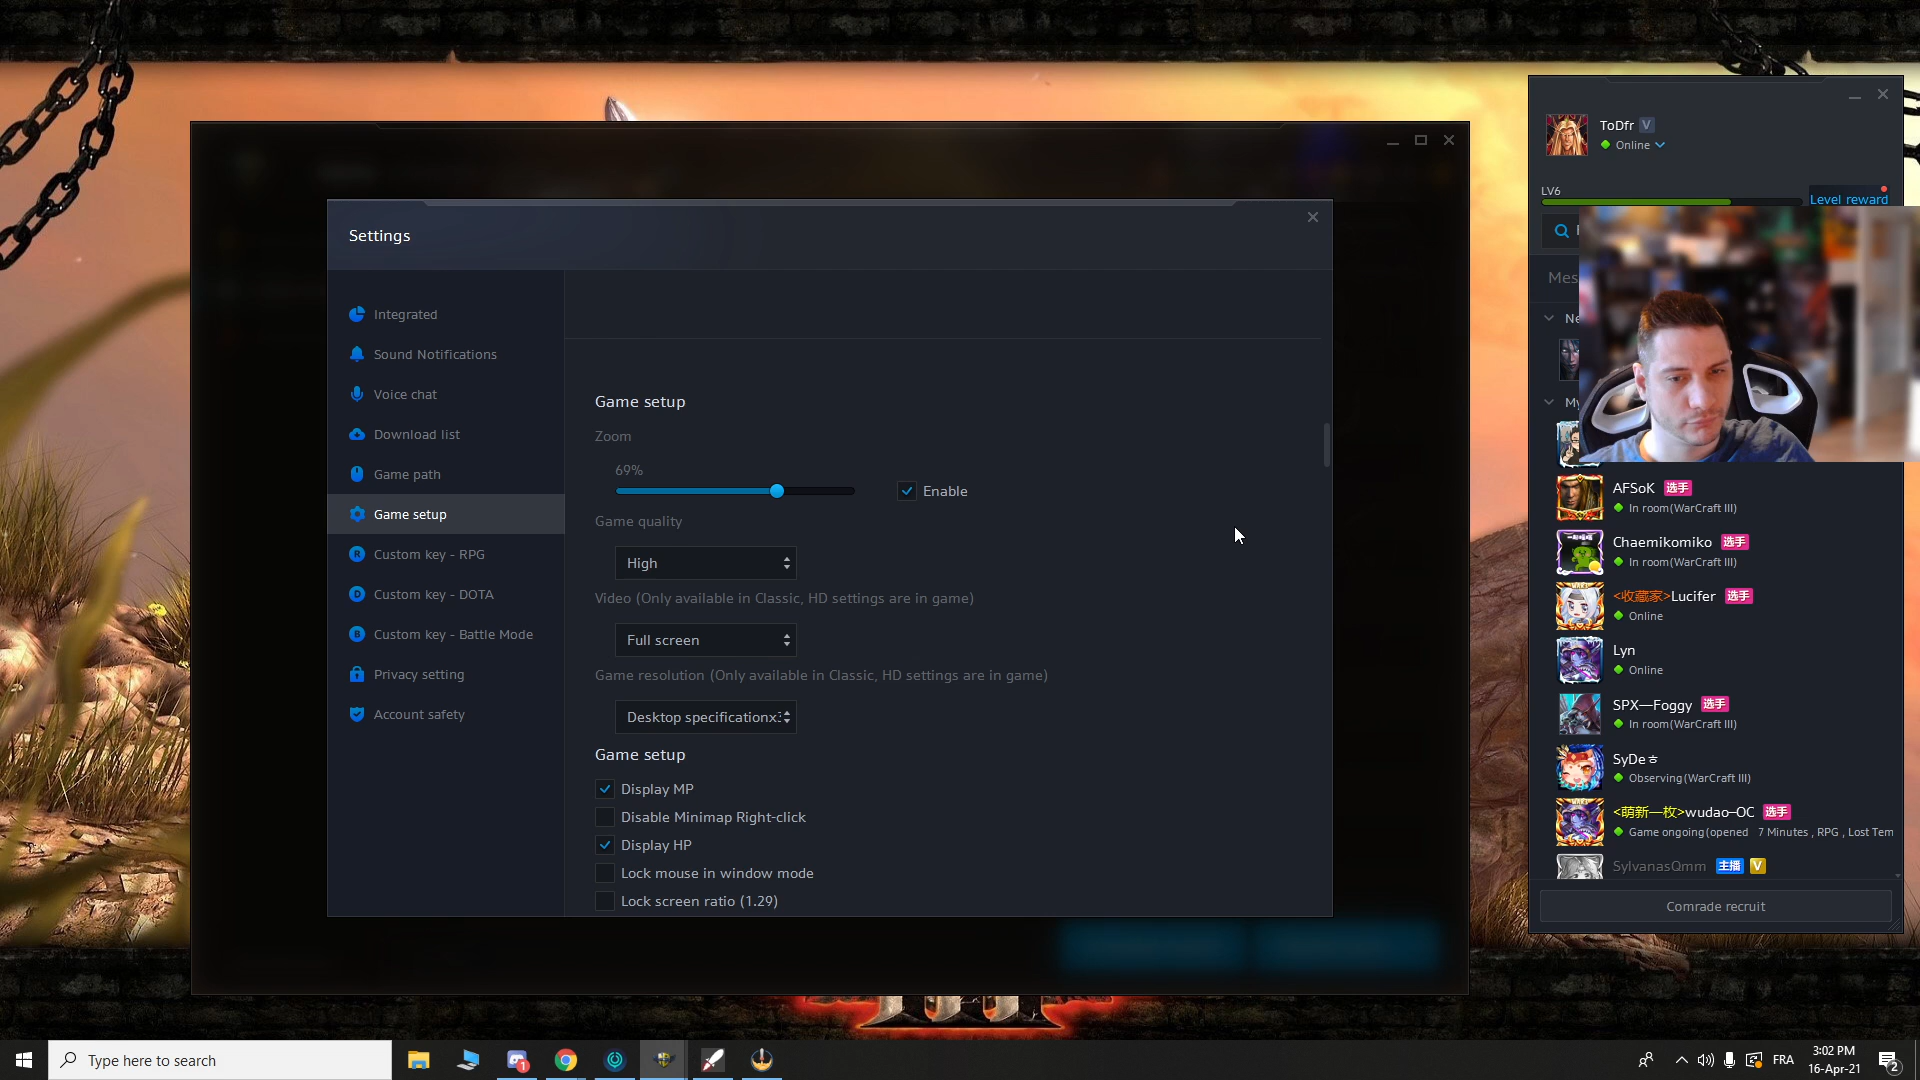 Settings
Integrated
Sound Notifications
Voice chat
Download list
Game path
Game setup
Custom key - RPG
Custom key - DOTA
Custom key - Battle Mode
Privacy setting
Account safety
Game setup
Zoom
69%
Enable
Game quality
High
Video (Only available in Classic, HD settings are in game)
Full screen
Game resolution (Only available in Classic, HD settings are in game)
Desktop specificationx3
Game setup
Display MP
Disable Minimap Right-click
Display HP
Lock mouse in window mode
Lock screen ratio (1.29)
ToDfr V
Online
LV6
Level reward
Mes
Ne
My
AFSoK 选手
In room(WarCraft III)
Chaemikomiko 选手
In room(WarCraft III)
<收藏家>Lucifer 选手
Online
Lyn
Online
SPX—Foggy 选手
In room(WarCraft III)
SyDeㅎ
Observing(WarCraft III)
<萌新一枚>wudao—OC 选手
Game ongoing(opened 7 Minutes , RPG , Lost Tem
SylvanasQmm 主播 V
Comrade recruit
Type here to search
1
FRA
3:02 PM
16-Apr-21
2